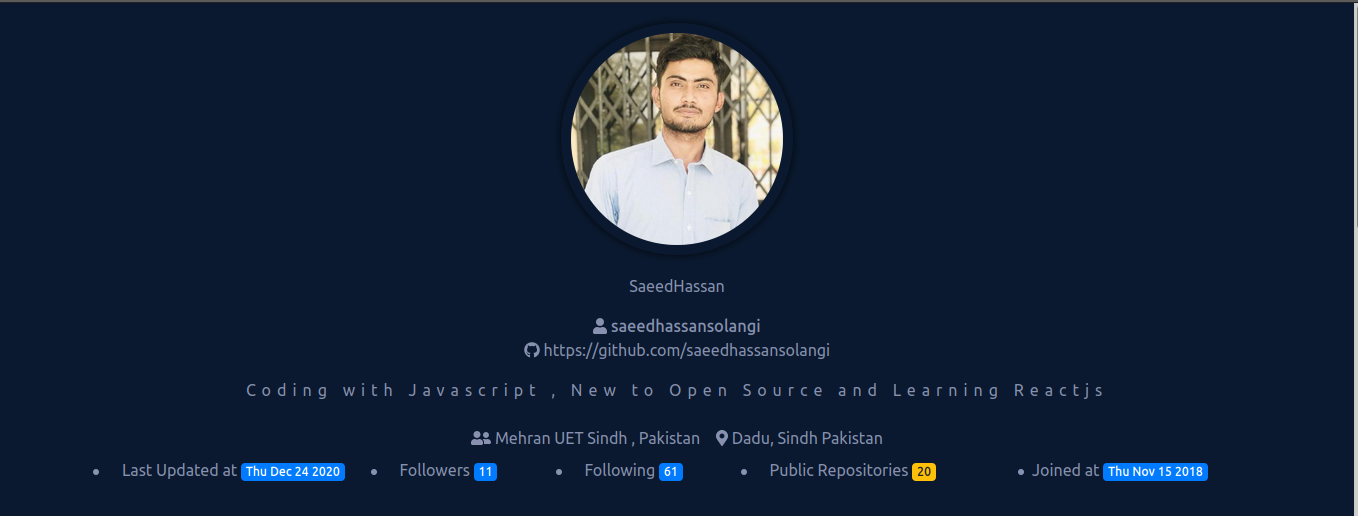 SaeedHassan
saeedhassansolangi
https://github.com/saeedhassansolangi
Coding with Javascript , New to Open Source and Learning Reactjs
Mehran UET Sindh , Pakistan Dadu, Sindh Pakistan
Last Updated at Thu Dec 24 2020 Followers 11 Following 61 Public Repositories 20 Joined at Thu Nov 15 2018